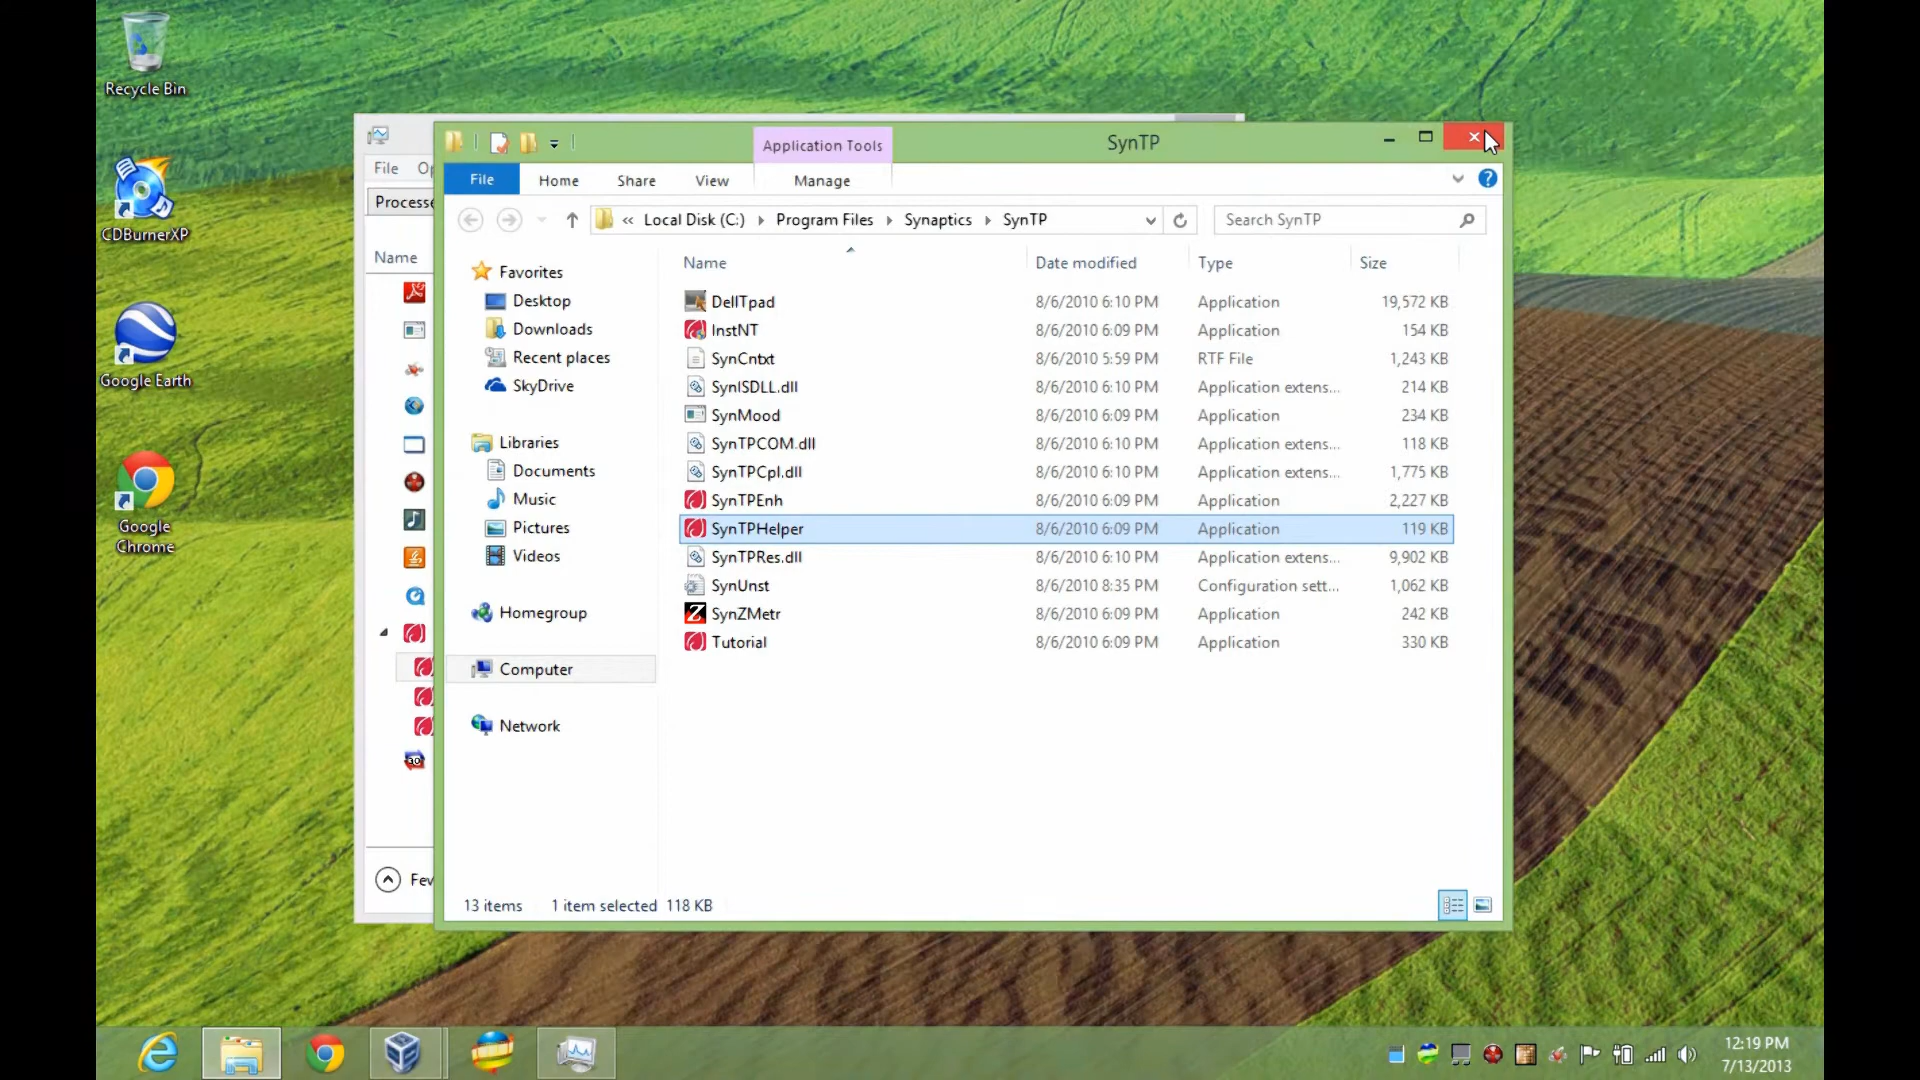 Recycle Bin
CDBurnerXP
Google Earth
Google
Chrome
File
Processe
Name
Few
Application Tools
SynTP
File Home Share View Manage
« Local Disk (C:) Program Files Synaptics SynTP
Search SynTP
Name Date modified Type Size
Favorites
Desktop
Downloads
Recent places
SkyDrive
Libraries
Documents
Music
Pictures
Videos
Homegroup
Computer
Network
DellTpad 8/6/2010 6:10 PM Application 19,572 KB
InstNT 8/6/2010 6:09 PM Application 154 KB
SynCntxt 8/6/2010 5:59 PM RTF File 1,243 KB
SynISDLL.dll 8/6/2010 6:10 PM Application extens... 214 KB
SynMood 8/6/2010 6:09 PM Application 234 KB
SynTPCOM.dll 8/6/2010 6:10 PM Application extens... 118 KB
SynTPCpl.dll 8/6/2010 6:10 PM Application extens... 1,775 KB
SynTPEnh 8/6/2010 6:09 PM Application 2,227 KB
SynTPHelper 8/6/2010 6:09 PM Application 119 KB
SynTPRes.dll 8/6/2010 6:10 PM Application extens... 9,902 KB
SynUnst 8/6/2010 8:35 PM Configuration sett... 1,062 KB
SynZMetr 8/6/2010 6:09 PM Application 242 KB
Tutorial 8/6/2010 6:09 PM Application 330 KB
13 items 1 item selected 118 KB
12:19 PM
7/13/2013